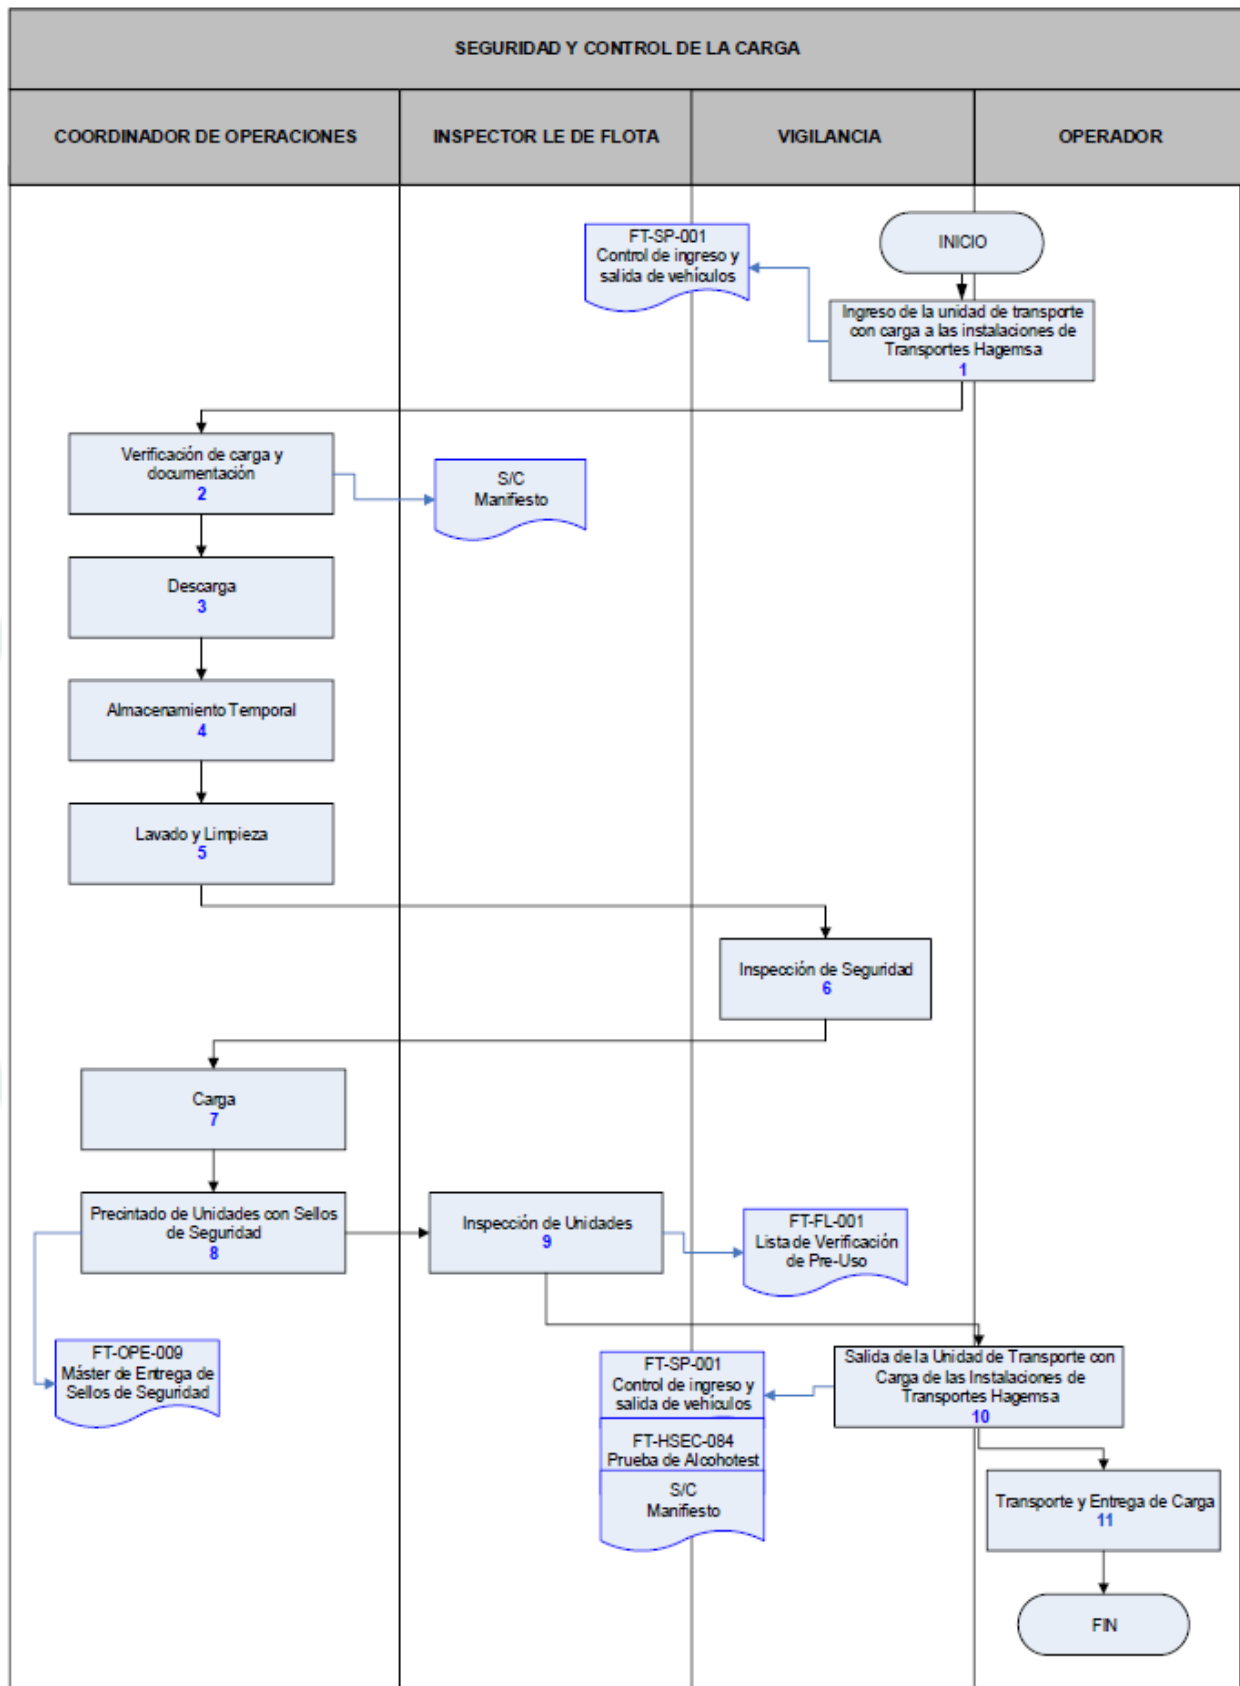 SEGURIDAD Y CONTROL DE LA CARGA
COORDINADOR DE OPERACIONES
INSPECTOR LE DE FLOTA
VIGILANCIA
OPERADOR
INICIO
FT-SP-001
Control de ingreso y
salida de vehículos
Ingreso de la unidad de transporte
con carga a las instalaciones de
Transportes Hagemsa
1
Verificación de carga y
documentación
2
S/C
Manifiesto
Descarga
3
Almacenamiento Temporal
4
Lavado y Limpieza
5
Inspección de Seguridad
6
Carga
7
Precintado de Unidades con Sellos
de Seguridad
8
Inspección de Unidades
9
FT-FL-001
Lista de Verificación
de Pre-Uso
FT-OPE-009
Máster de Entrega de
Sellos de Seguridad
Salida de la Unidad de Transporte con
Carga de las Instalaciones de
Transportes Hagemsa
10
FT-SP-001
Control de ingreso y
salida de vehículos
FT-HSEC-084
Prueba de Alcohotest
S/C
Manifiesto
Transporte y Entrega de Carga
11
FIN